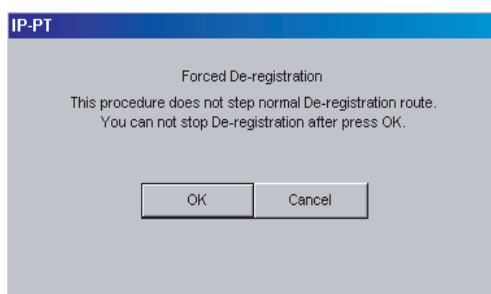 IP-PT
Forced De-registration
This procedure does not step normal De-registration route.
You can not stop De-registration after press OK.
OK
Cancel